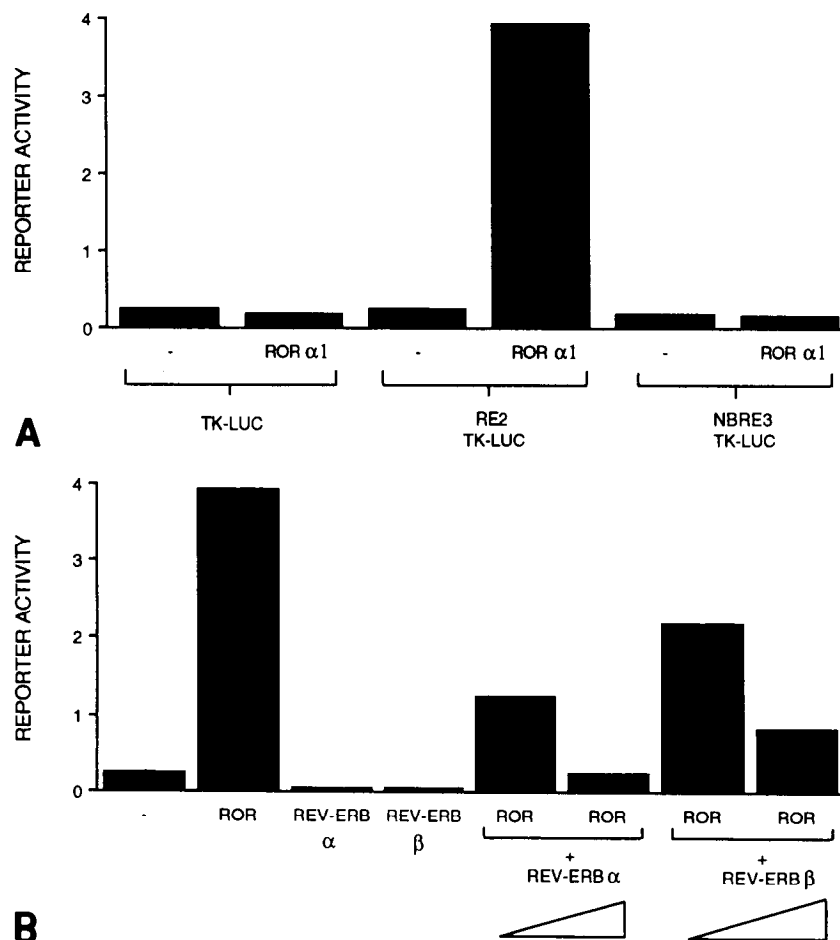 REPORTER ACTIVITY
4
3
2
1
0
- ROR α1 - ROR α1 - ROR α1
TK-LUC
RE2
TK-LUC
NBRE3
TK-LUC
A
REPORTER ACTIVITY
4
3
2
1
0
- ROR REV-ERB α REV-ERB β ROR ROR ROR ROR
+
REV-ERB α
+
REV-ERB β
B